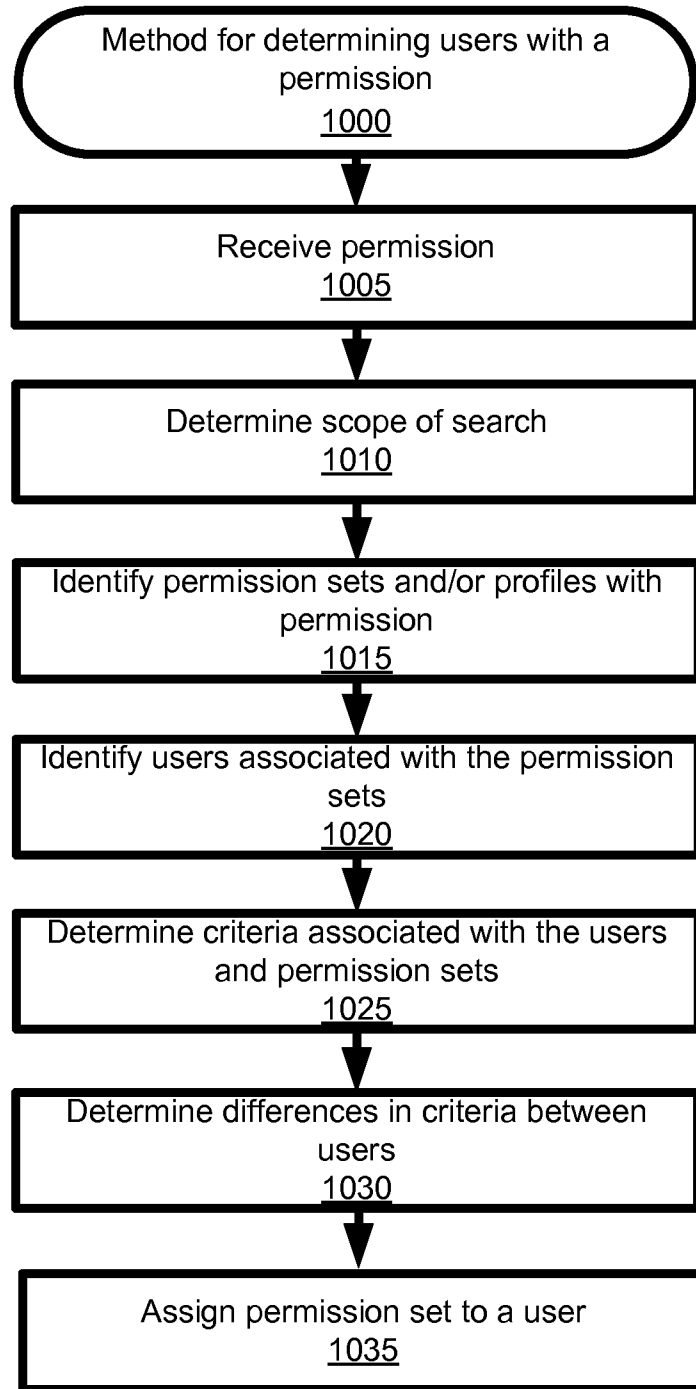 Method for determining users with a
permission
1000
Receive permission
1005
Determine scope of search
1010
Identify permission sets and/or profiles with
permission
1015
Identify users associated with the permission
sets
1020
Determine criteria associated with the users
and permission sets
1025
Determine differences in criteria between
users
1030
Assign permission set to a user
1035